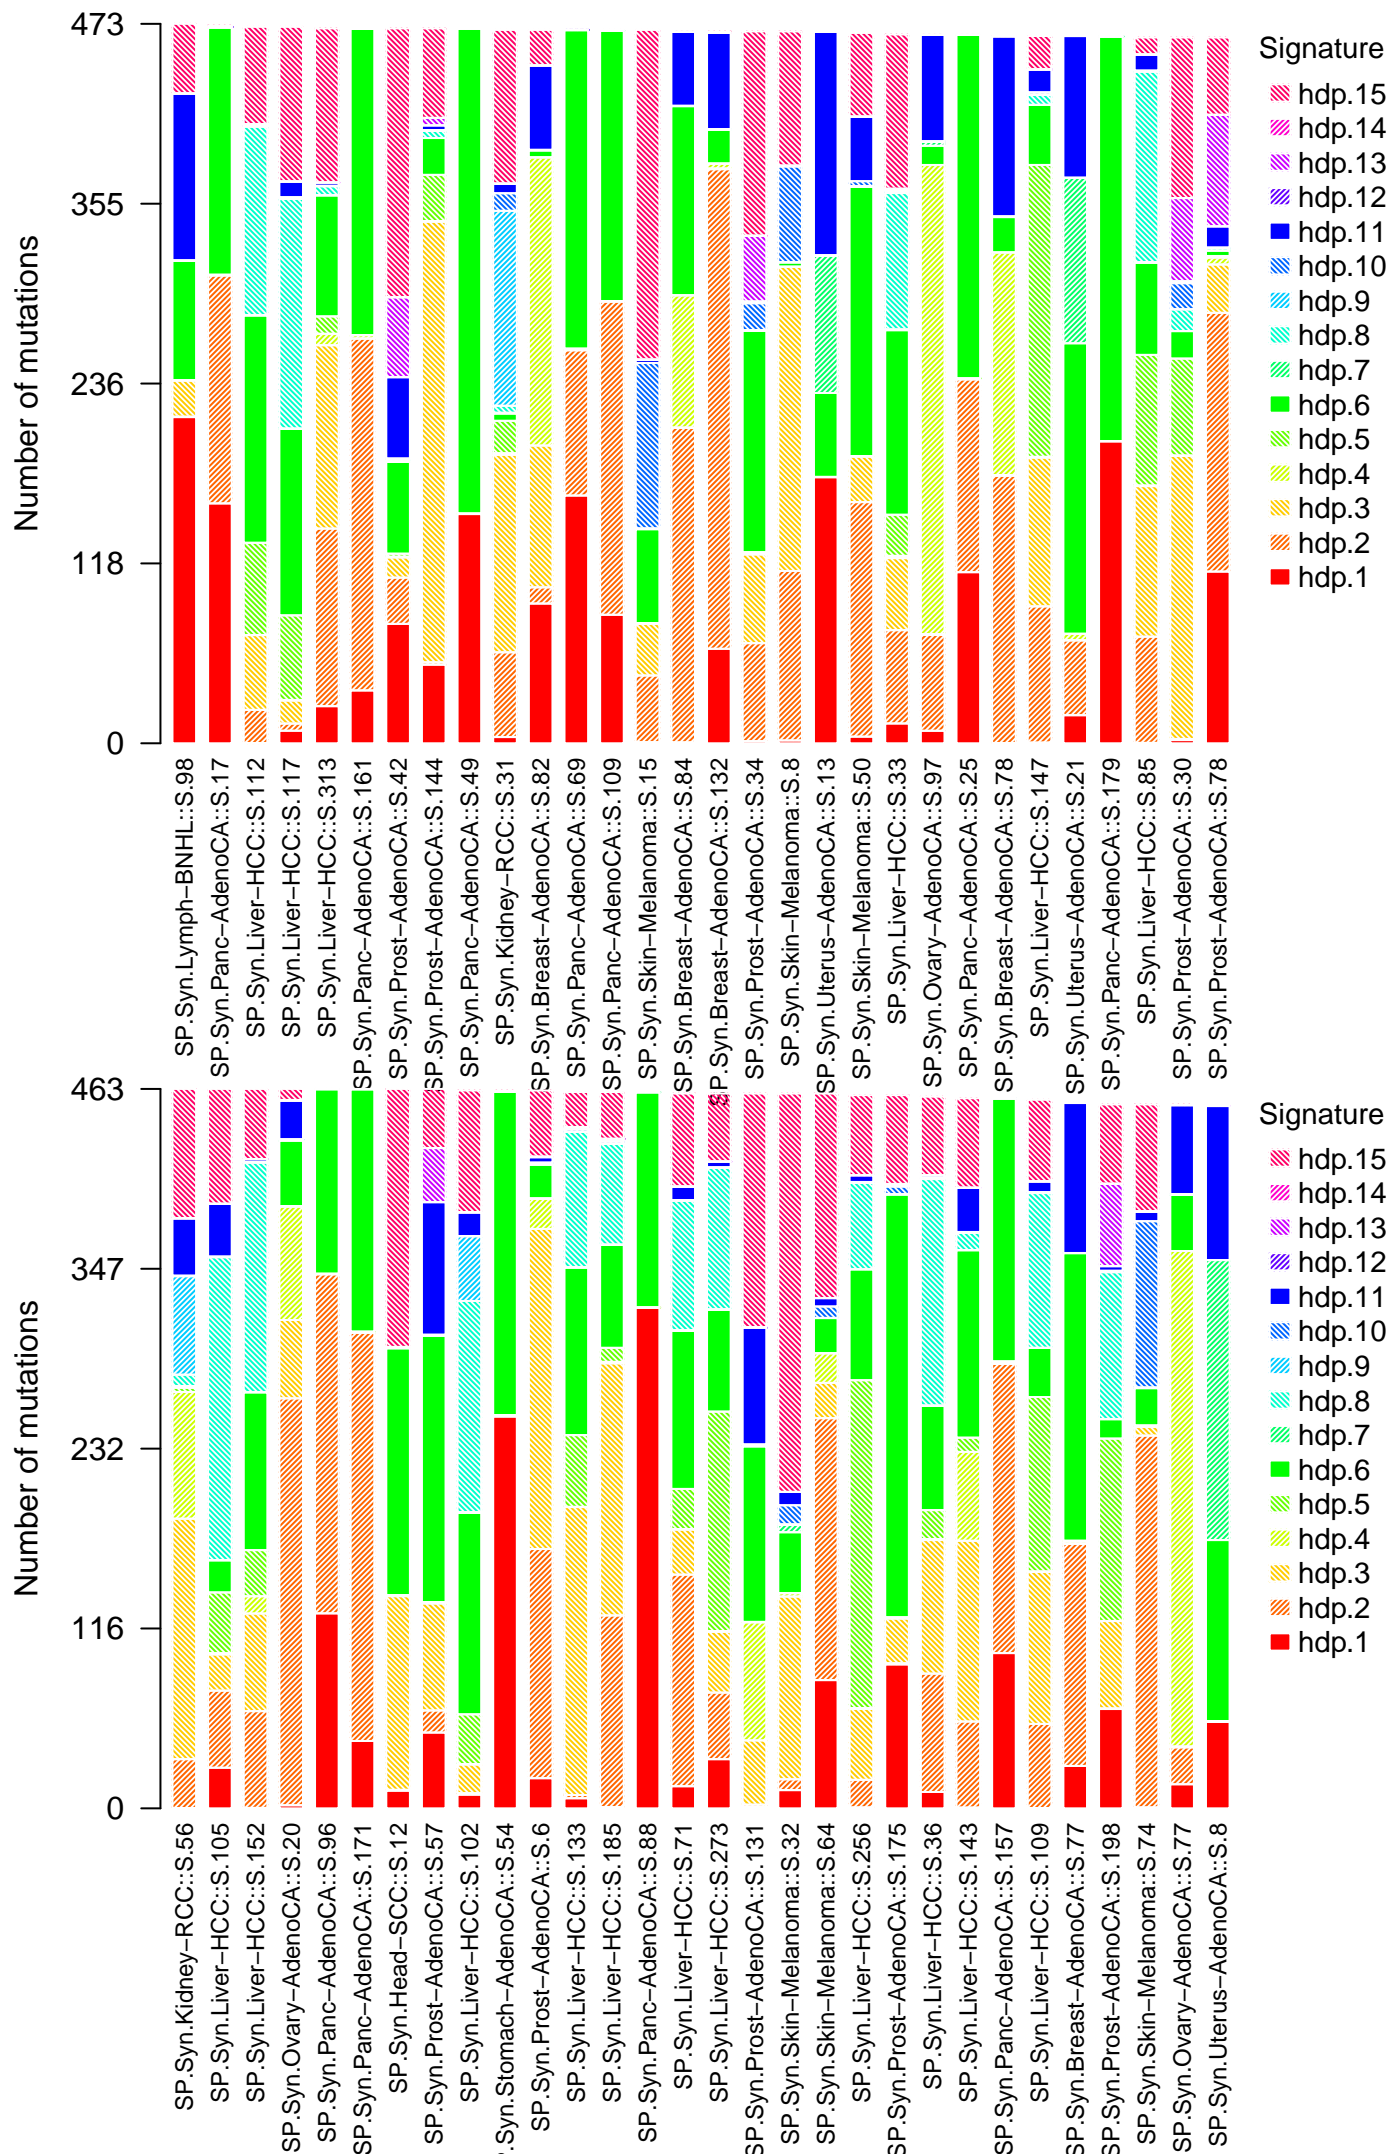 Number of mutations
473
355
236
118
0
Signature
hdp.15
hdp.14
hdp.13
hdp.12
hdp.11
hdp.10
hdp.9
hdp.8
hdp.7
hdp.6
hdp.5
hdp.4
hdp.3
hdp.2
hdp.1
SP.Syn.Lymph−BNHL::S.98
SP.Syn.Panc−AdenoCA::S.17
SP.Syn.Liver−HCC::S.112
SP.Syn.Liver−HCC::S.117
SP.Syn.Liver−HCC::S.313
SP.Syn.Panc−AdenoCA::S.161
SP.Syn.Prost−AdenoCA::S.42
SP.Syn.Prost−AdenoCA::S.144
SP.Syn.Panc−AdenoCA::S.49
SP.Syn.Kidney−RCC::S.31
SP.Syn.Breast−AdenoCA::S.82
SP.Syn.Panc−AdenoCA::S.69
SP.Syn.Panc−AdenoCA::S.109
SP.Syn.Skin−Melanoma::S.15
SP.Syn.Breast−AdenoCA::S.84
SP.Syn.Breast−AdenoCA::S.132
SP.Syn.Prost−AdenoCA::S.34
SP.Syn.Skin−Melanoma::S.8
SP.Syn.Uterus−AdenoCA::S.13
SP.Syn.Skin−Melanoma::S.50
SP.Syn.Liver−HCC::S.33
SP.Syn.Ovary−AdenoCA::S.97
SP.Syn.Panc−AdenoCA::S.25
SP.Syn.Breast−AdenoCA::S.78
SP.Syn.Liver−HCC::S.147
SP.Syn.Uterus−AdenoCA::S.21
SP.Syn.Panc−AdenoCA::S.179
SP.Syn.Liver−HCC::S.85
SP.Syn.Prost−AdenoCA::S.30
SP.Syn.Prost−AdenoCA::S.78
Number of mutations
463
347
232
116
0
Signature
hdp.15
hdp.14
hdp.13
hdp.12
hdp.11
hdp.10
hdp.9
hdp.8
hdp.7
hdp.6
hdp.5
hdp.4
hdp.3
hdp.2
hdp.1
SP.Syn.Kidney−RCC::S.56
SP.Syn.Liver−HCC::S.105
SP.Syn.Liver−HCC::S.152
SP.Syn.Ovary−AdenoCA::S.20
SP.Syn.Panc−AdenoCA::S.96
SP.Syn.Panc−AdenoCA::S.171
SP.Syn.Head−SCC::S.12
SP.Syn.Prost−AdenoCA::S.57
SP.Syn.Liver−HCC::S.102
P.Syn.Stomach−AdenoCA::S.54
SP.Syn.Prost−AdenoCA::S.6
SP.Syn.Liver−HCC::S.133
SP.Syn.Liver−HCC::S.185
SP.Syn.Panc−AdenoCA::S.88
SP.Syn.Liver−HCC::S.71
SP.Syn.Liver−HCC::S.273
SP.Syn.Prost−AdenoCA::S.131
SP.Syn.Skin−Melanoma::S.32
SP.Syn.Skin−Melanoma::S.64
SP.Syn.Liver−HCC::S.256
SP.Syn.Prost−AdenoCA::S.175
SP.Syn.Liver−HCC::S.36
SP.Syn.Liver−HCC::S.143
SP.Syn.Panc−AdenoCA::S.157
SP.Syn.Liver−HCC::S.109
SP.Syn.Breast−AdenoCA::S.77
SP.Syn.Prost−AdenoCA::S.198
SP.Syn.Skin−Melanoma::S.74
SP.Syn.Ovary−AdenoCA::S.77
SP.Syn.Uterus−AdenoCA::S.8